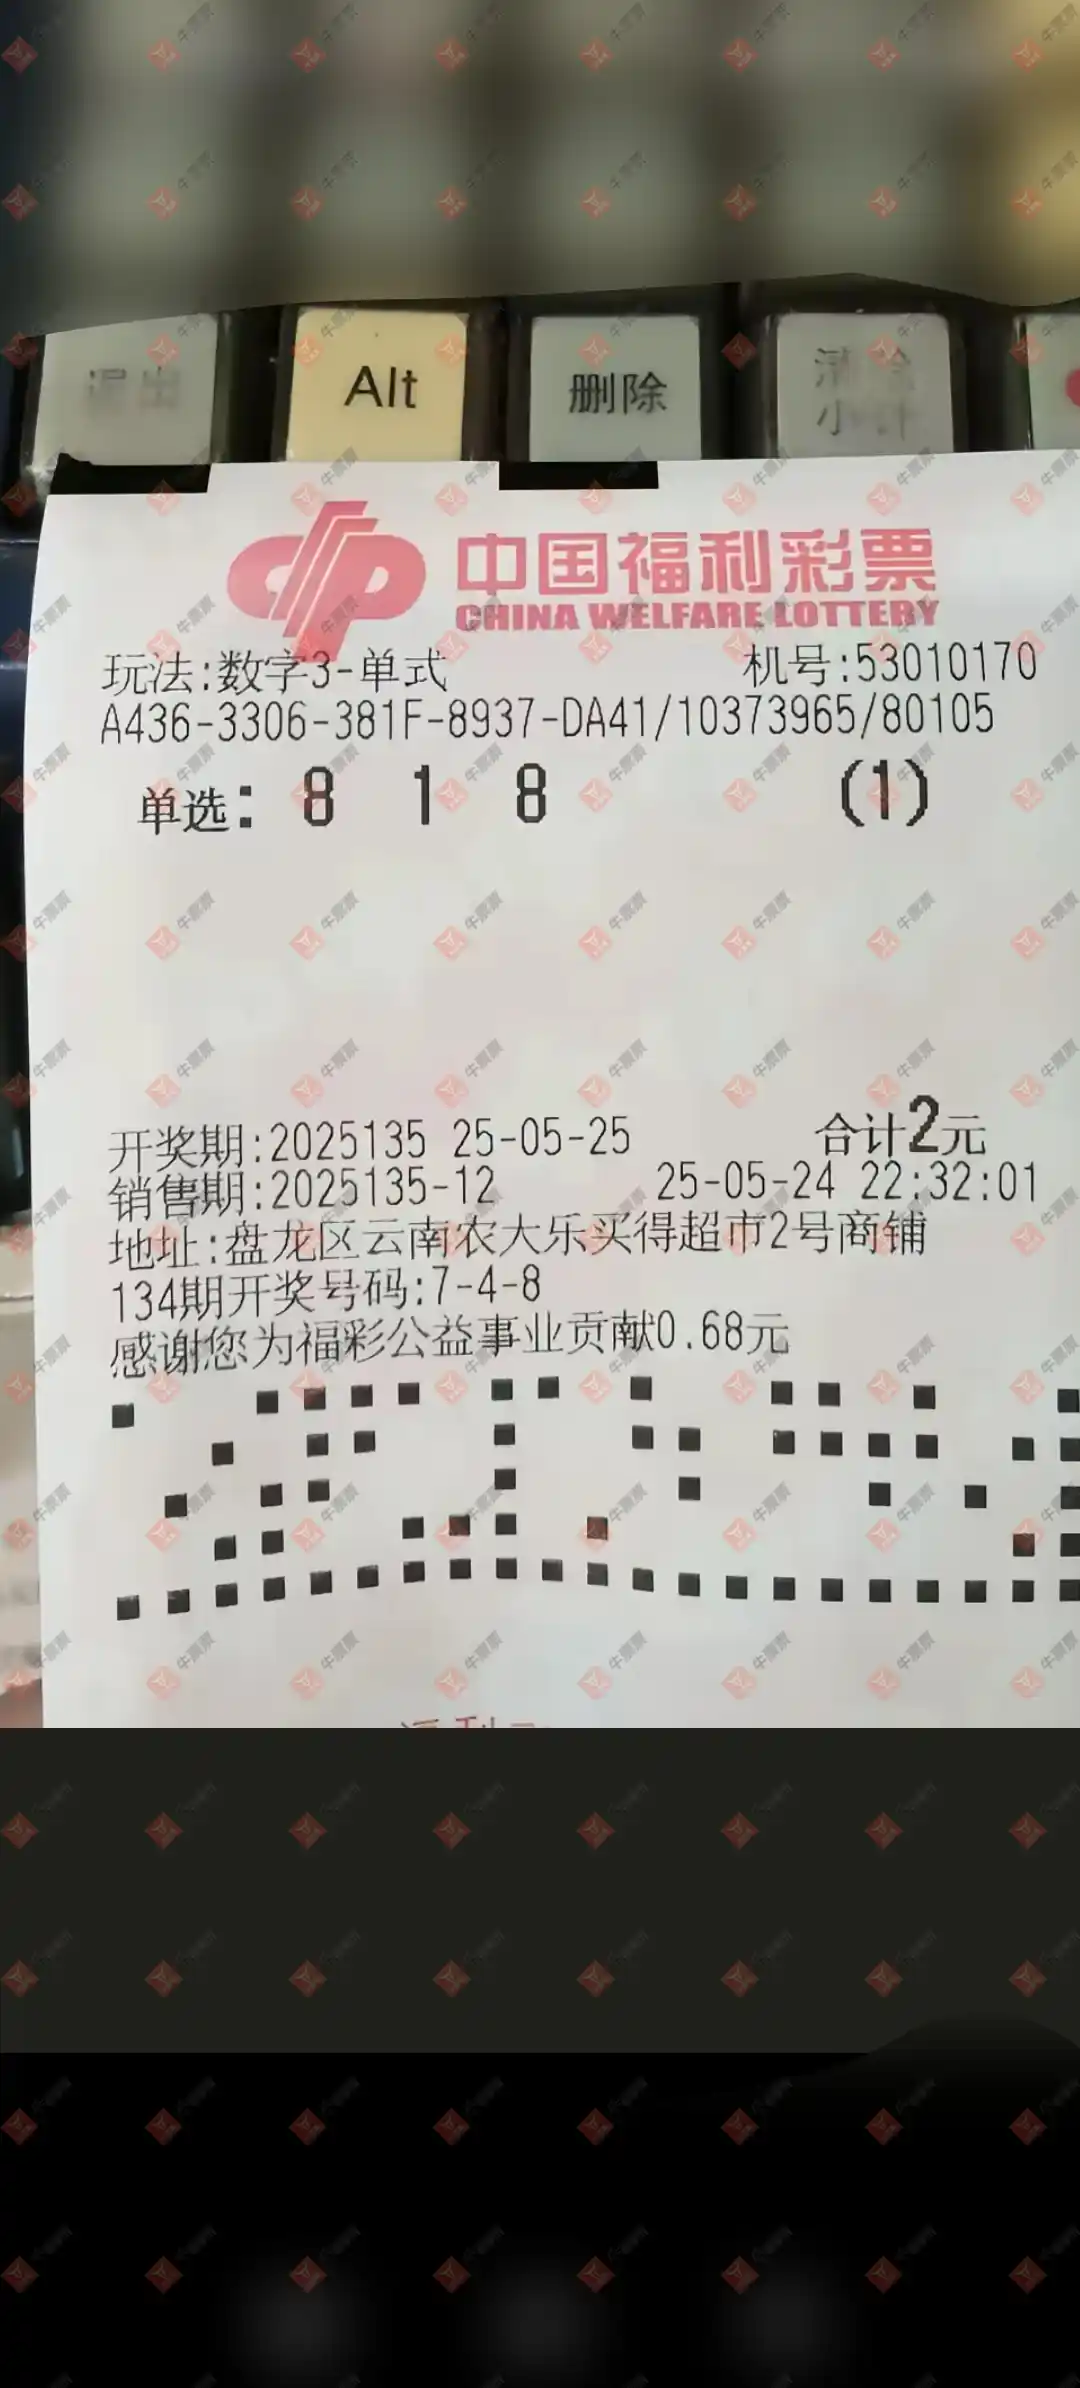 Alt
删除
中国福利彩票
CHINA WELFARE LOTTERY
玩法:数字3-单式 机号:53010170
A436-3306-381F-8937-DA41/10373965/80105
单选: 8 1 8 (1)
开奖期:2025135 25-05-25 合计2元
销售期:2025135-12 25-05-24 22:32:01
地址:盘龙区云南农大乐买得超市2号商铺
134期开奖号码:7-4-8
感谢您为福彩公益事业贡献0.68元
牛票票